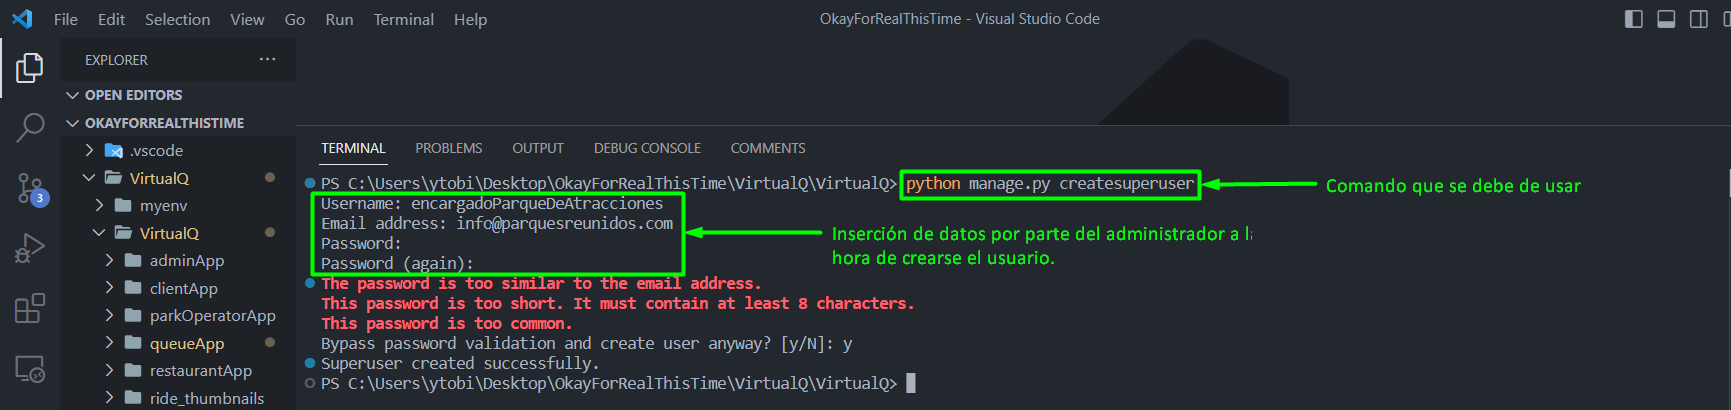 File Edit Selection View Go Run Terminal Help
OkayForRealThisTime - Visual Studio Code
EXPLORER
OPEN EDITORS
OKAYFORREALTHISTIME
.vscode
VirtualQ
myenv
VirtualQ
adminApp
clientApp
parkOperatorApp
queueApp
restaurantApp
ride_thumbnails
3
TERMINAL PROBLEMS OUTPUT DEBUG CONSOLE COMMENTS
PS C:\Users\ytobi\Desktop\OkayForRealThisTime\VirtualQ\VirtualQ> python manage.py createsuperuser
Comando que se debe de usar
Username: encargadoParqueDeAtracciones
Email address: info@parquesreunidos.com
Password:
Password (again):
Inserción de datos por parte del administrador a la
hora de crearse el usuario.
The password is too similar to the email address.
This password is too short. It must contain at least 8 characters.
This password is too common.
Bypass password validation and create user anyway? [y/N]: y
Superuser created successfully.
PS C:\Users\ytobi\Desktop\OkayForRealThisTime\VirtualQ\VirtualQ>